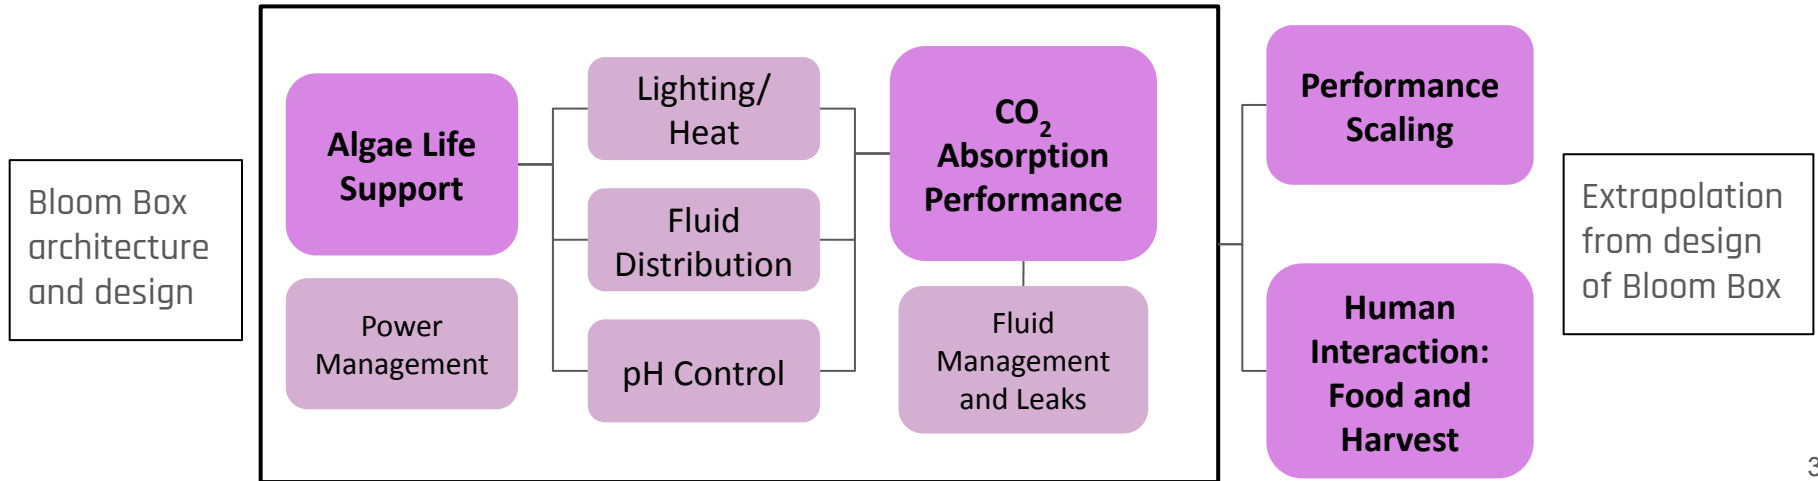 Bloom Box
architecture
and design
Algae Life
Support
Power
Management
Lighting/
Heat
Fluid
Distribution
pH Control
CO₂
Absorption
Performance
Fluid
Management
and Leaks
Performance
Scaling
Human
Interaction:
Food and
Harvest
Extrapolation
from design
of Bloom Box
3